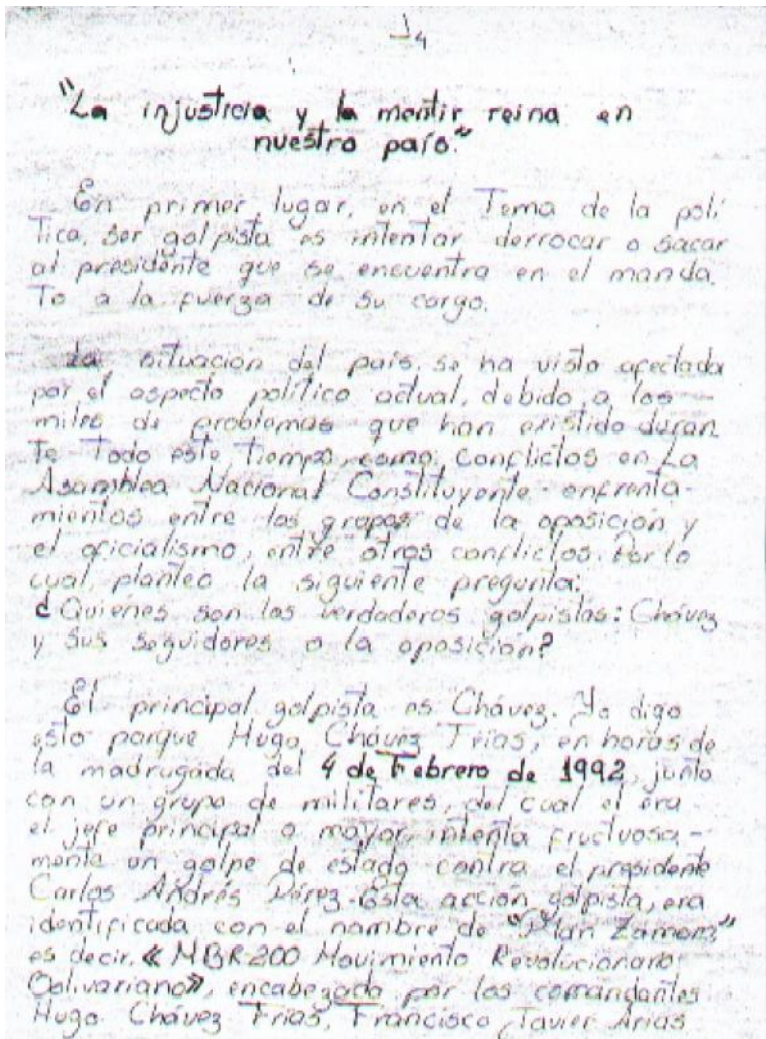 4
"La injusticia y la mentir reina en
nuestro país."
En primer lugar, en el Tema de la polí
Tica, ser golpista es intentar derrocar o sacar
al presidente que se encuentra en el manda.
To a la fuerza de su cargo.
La situación del país se ha visto afectada
por el aspecto político actual, debido a los
miles de problemas que han existido duran
Te Todo este Tiempo, como: conflictos en La
Asamblea Nacional Constituyente enfrenta-
mientos entre los grupos de la oposición y
el oficialismo, entre otros conflictos. Por lo
cual, planteo la siguiente pregunta:
¿Quiénes son los verdaderos golpistas: Chávez
y sus seguidores o la oposición?
El principal golpista es Chávez. Yo digo
esto porque Hugo Chávez Frías, en horas de
la madrugada del 4 de Febrero de 1992, junto
con un grupo de militares, del cual él era
el jefe principal o mayor, intenta fructuosa-
mente un golpe de estado contra el presidente
Carlos Andrés Pérez. Esta acción golpista, era
identificada con el nombre de "Plan Zamora"
es decir, «MBR-200 Movimiento Revolucionaro
Bolivariano», encabezado por los comandantes
Hugo Chávez Frías, Francisco Javier Arias